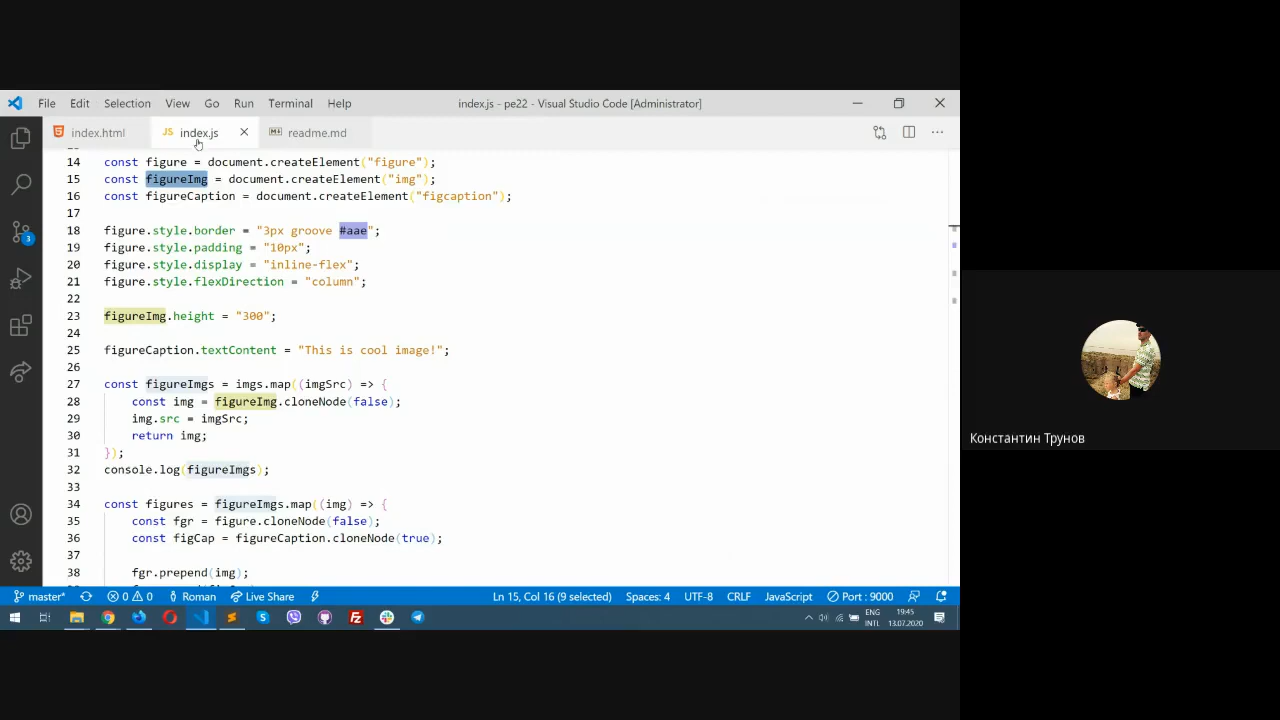 File Edit Selection View Go Run Terminal Help index.js - pe22 - Visual Studio Code [Administrator]
index.html JS index.js readme.md
14 const figure = document.createElement("figure");
15 const figureImg = document.createElement("img");
16 const figureCaption = document.createElement("figcaption");
17
18 figure.style.border = "3px groove #aae";
19 figure.style.padding = "10px";
20 figure.style.display = "inline-flex";
21 figure.style.flexDirection = "column";
22
23 figureImg.height = "300";
24
25 figureCaption.textContent = "This is cool image!";
26
27 const figureImgs = imgs.map((imgSrc) => {
28 const img = figureImg.cloneNode(false);
29 img.src = imgSrc;
30 return img;
31 });
32 console.log(figureImgs);
33
34 const figures = figureImgs.map((img) => {
35 const fgr = figure.cloneNode(false);
36 const figCap = figureCaption.cloneNode(true);
37
38 fgr.prepend(img);
3
Константин Трунов
master* 0 0 Roman Live Share Ln 15, Col 16 (9 selected) Spaces: 4 UTF-8 CRLF JavaScript Port : 9000
ENG 19:45
INTL 13.07.2020